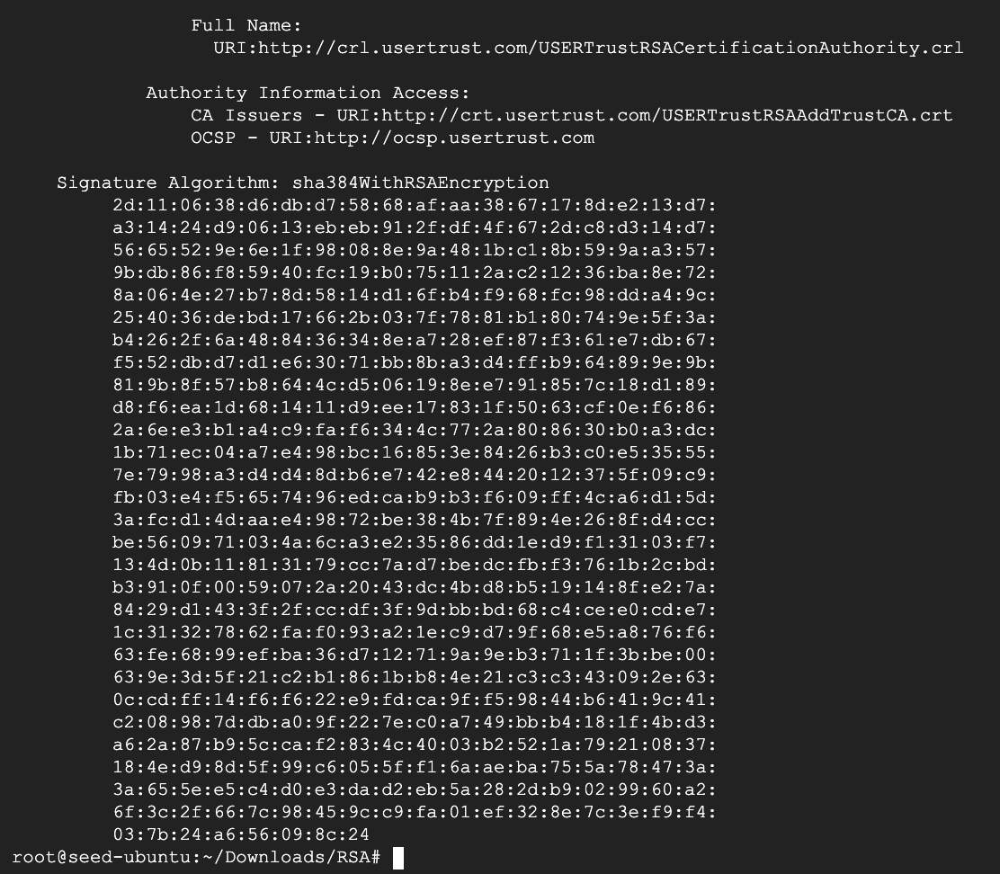 Full Name:
URI:http://crl.usertrust.com/USERTrustRSACertificationAuthority.crl
Authority Information Access:
CA Issuers - URI:http://crt.usertrust.com/USERTrustRSAAddTrustCA.crt
OCSP - URI:http://ocsp.usertrust.com
Signature Algorithm: sha384WithRSAEncryption
2d:11:06:38:d6:db:d7:58:68:af:aa:38:67:17:8d:e2:13:d7:
a3:14:24:d9:06:13:eb:eb:91:2f:df:4f:67:2d:c8:d3:14:d7:
56:65:52:9e:6e:1f:98:08:8e:9a:48:1b:c1:8b:59:9a:a3:57:
9b:db:86:f8:59:40:fc:19:b0:75:11:2a:c2:12:36:ba:8e:72:
8a:06:4e:27:b7:8d:58:14:d1:6f:b4:f9:68:fc:98:dd:a4:9c:
25:40:36:de:bd:17:66:2b:03:7f:78:81:b1:80:74:9e:5f:3a:
b4:26:2f:6a:48:84:36:34:8e:a7:28:ef:87:f3:61:e7:db:67:
f5:52:db:d7:d1:e6:30:71:bb:8b:a3:d4:ff:b9:64:89:9e:9b:
81:9b:8f:57:b8:64:4c:d5:06:19:8e:e7:91:85:7c:18:d1:89:
d8:f6:ea:1d:68:14:11:d9:ee:17:83:1f:50:63:cf:0e:f6:86:
2a:6e:e3:b1:a4:c9:fa:f6:34:4c:77:2a:80:86:30:b0:a3:dc:
1b:71:ec:04:a7:e4:98:bc:16:85:3e:84:26:b3:c0:e5:35:55:
7e:79:98:a3:d4:d4:8d:b6:e7:42:e8:44:20:12:37:5f:09:c9:
fb:03:e4:f5:65:74:96:ed:ca:b9:b3:f6:09:ff:4c:a6:d1:5d:
3a:fc:d1:4d:aa:e4:98:72:be:38:4b:7f:89:4e:26:8f:d4:cc:
be:56:09:71:03:4a:6c:a3:e2:35:86:dd:1e:d9:f1:31:03:f7:
13:4d:0b:11:81:31:79:cc:7a:d7:be:dc:fb:f3:76:1b:2c:bd:
b3:91:0f:00:59:07:2a:20:43:dc:4b:d8:b5:19:14:8f:e2:7a:
84:29:d1:43:3f:2f:cc:df:3f:9d:bb:bd:68:c4:ce:e0:cd:e7:
1c:31:32:78:62:fa:f0:93:a2:1e:c9:d7:9f:68:e5:a8:76:f6:
63:fe:68:99:ef:ba:36:d7:12:71:9a:9e:b3:71:1f:3b:be:00:
63:9e:3d:5f:21:c2:b1:86:1b:b8:4e:21:c3:c3:43:09:2e:63:
0c:cd:ff:14:f6:f6:22:e9:fd:ca:9f:f5:98:44:b6:41:9c:41:
c2:08:98:7d:db:a0:9f:22:7e:c0:a7:49:bb:b4:18:1f:4b:d3:
a6:2a:87:b9:5c:ca:f2:83:4c:40:03:b2:52:1a:79:21:08:37:
18:4e:d9:8d:5f:99:c6:05:5f:f1:6a:ae:ba:75:5a:78:47:3a:
3a:65:5e:e5:c4:d0:e3:da:d2:eb:5a:28:2d:b9:02:99:60:a2:
6f:3c:2f:66:7c:98:45:9c:c9:fa:01:ef:32:8e:7c:3e:f9:f4:
03:7b:24:a6:56:09:8c:24
root@seed-ubuntu:~/Downloads/RSA#